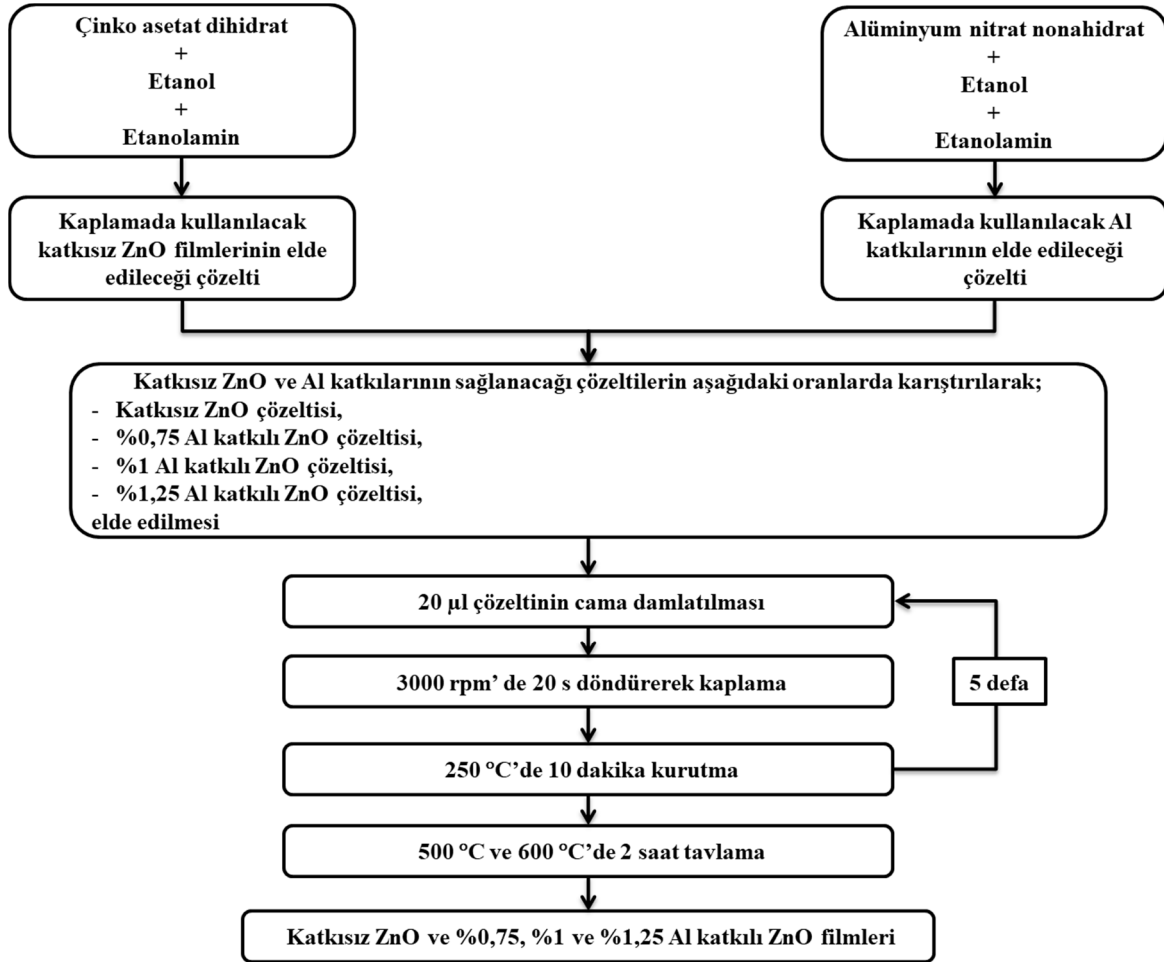 Çinko asetat dihidrat
+
Etanol
+
Etanolamin
Alüminyum nitrat nonahidrat
+
Etanol
+
Etanolamin
Kaplamada kullanılacak
katkısız ZnO filmlerinin elde
edileceği çözelti
Kaplamada kullanılacak Al
katkılarının elde edileceği
çözelti
Katkısız ZnO ve Al katkılarının sağlanacağı çözeltilerin aşağıdaki oranlarda karıştırılarak;
- Katkısız ZnO çözeltisi,
- %0,75 Al katkılı ZnO çözeltisi,
- %1 Al katkılı ZnO çözeltisi,
- %1,25 Al katkılı ZnO çözeltisi,
elde edilmesi
20 µl çözeltinin cama damlatılması
3000 rpm' de 20 s döndürerek kaplama
5 defa
250 °C'de 10 dakika kurutma
500 °C ve 600 °C'de 2 saat tavlama
Katkısız ZnO ve %0,75, %1 ve %1,25 Al katkılı ZnO filmleri